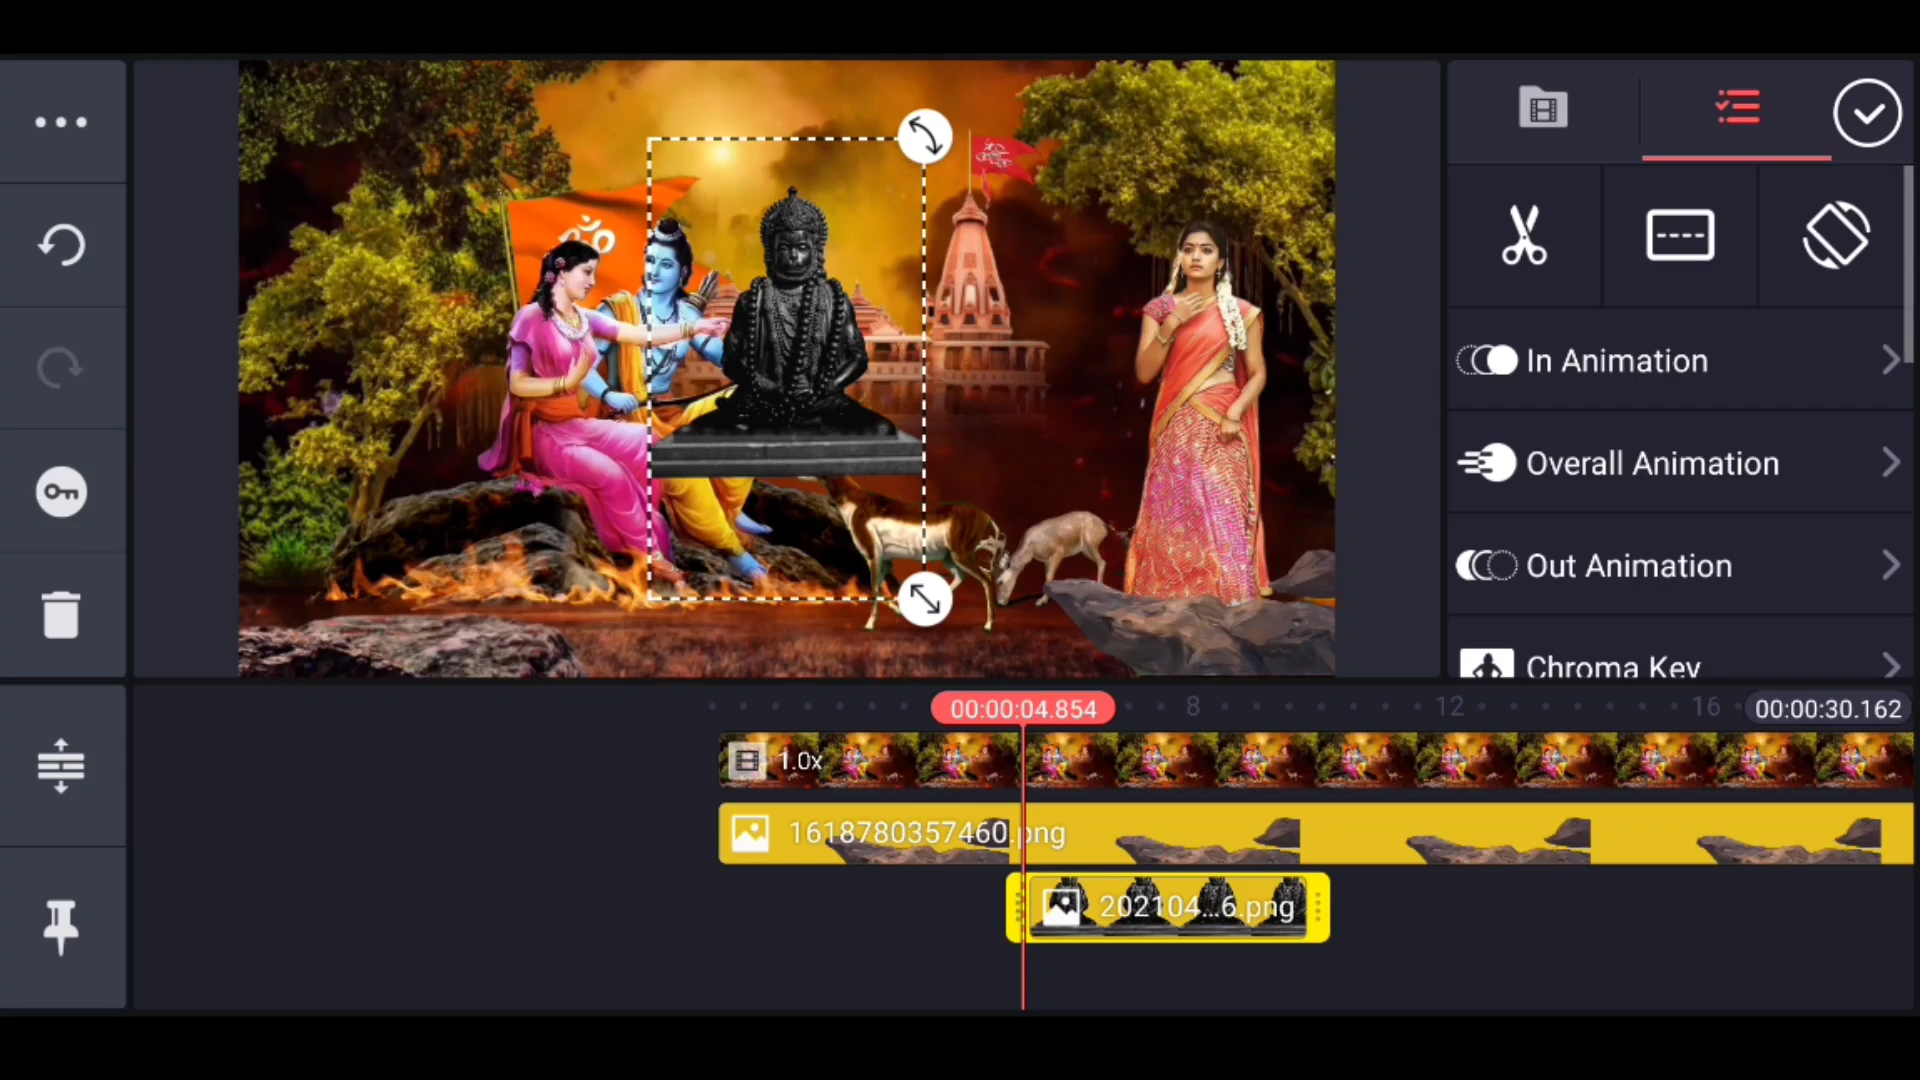 ॐ
In Animation
Overall Animation
Out Animation
Chroma Key
00:00:04.854
8
12
16
00:00:30.162
1.0x
1618780357460.png
202104...6.png